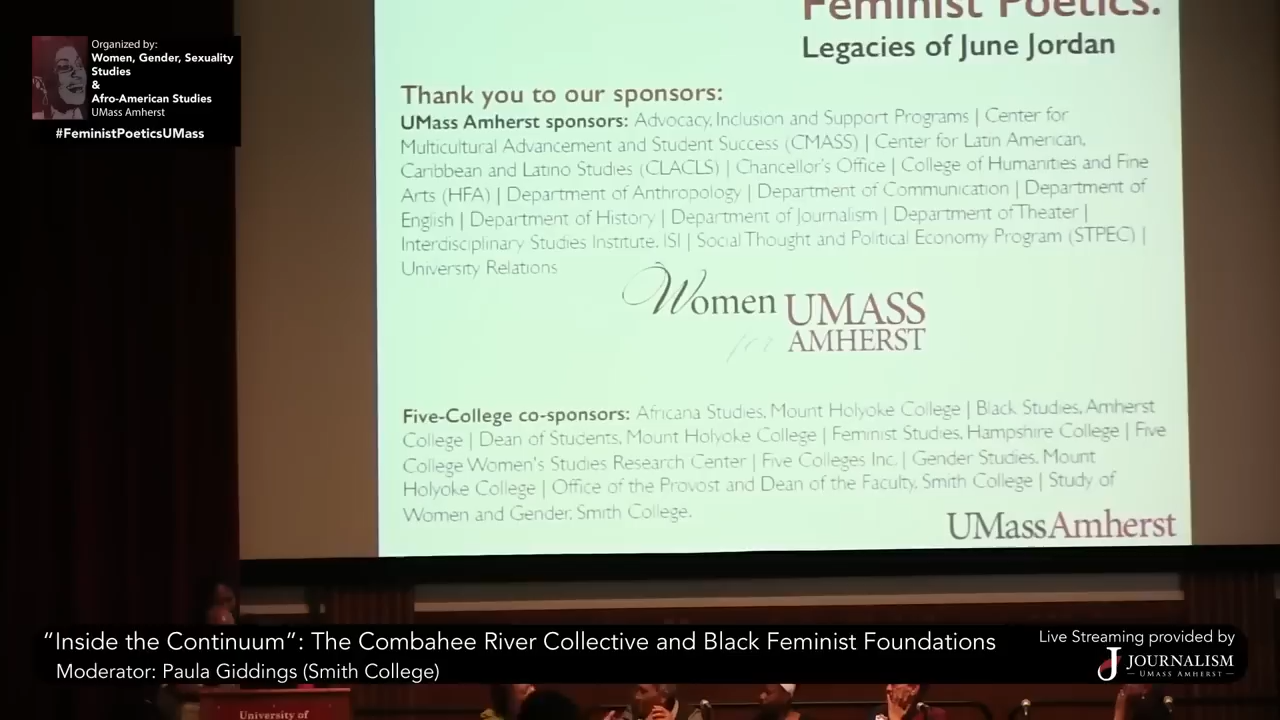 Organized by:
Women, Gender, Sexuality
Studies
&
Afro-American Studies
UMass Amherst
#FeministPoeticsUMass
Feminist Poetics.
Legacies of June Jordan
Thank you to our sponsors:
UMass Amherst sponsors: Advocacy, Inclusion and Support Programs | Center for
Multicultural Advancement and Student Success (CMASS) | Center for Latin American,
Caribbean and Latino Studies (CLACLS) | Chancellor's Office | College of Humanities and Fine
Arts (HFA) | Department of Anthropology | Department of Communication | Department of
English | Department of History | Department of Journalism | Department of Theater |
Interdisciplinary Studies Institute, ISI | Social Thought and Political Economy Program (STPEC) |
University Relations
Women UMASS
for AMHERST
Five-College co-sponsors: Africana Studies, Mount Holyoke College | Black Studies, Amherst
College | Dean of Students, Mount Holyoke College | Feminist Studies, Hampshire College | Five
College Women's Studies Research Center | Five Colleges Inc. | Gender Studies, Mount
Holyoke College | Office of the Provost and Dean of the Faculty, Smith College | Study of
Women and Gender, Smith College.
UMassAmherst
"Inside the Continuum": The Combahee River Collective and Black Feminist Foundations
Moderator: Paula Giddings (Smith College)
Live Streaming provided by
J JOURNALISM
UMASS AMHERST
University of